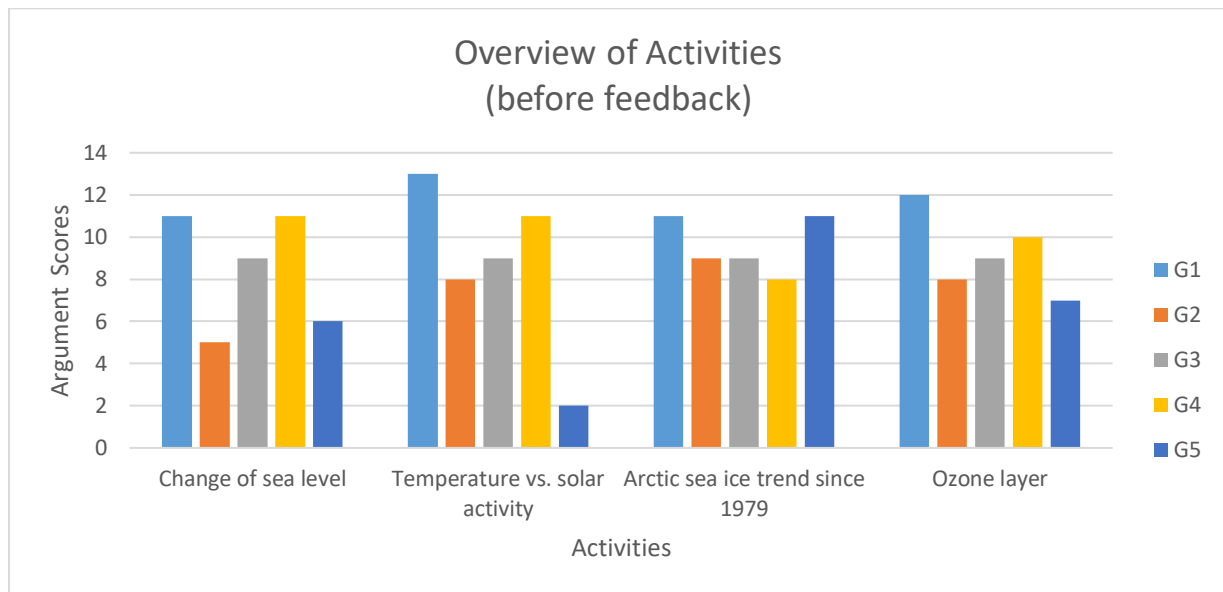 Overview of Activities
(before feedback)
14
12
10
8
6
4
2
0
Argument Scores
Change of sea level
Temperature vs. solar
activity
Arctic sea ice trend since
1979
Ozone layer
Activities
G1
G2
G3
G4
G5